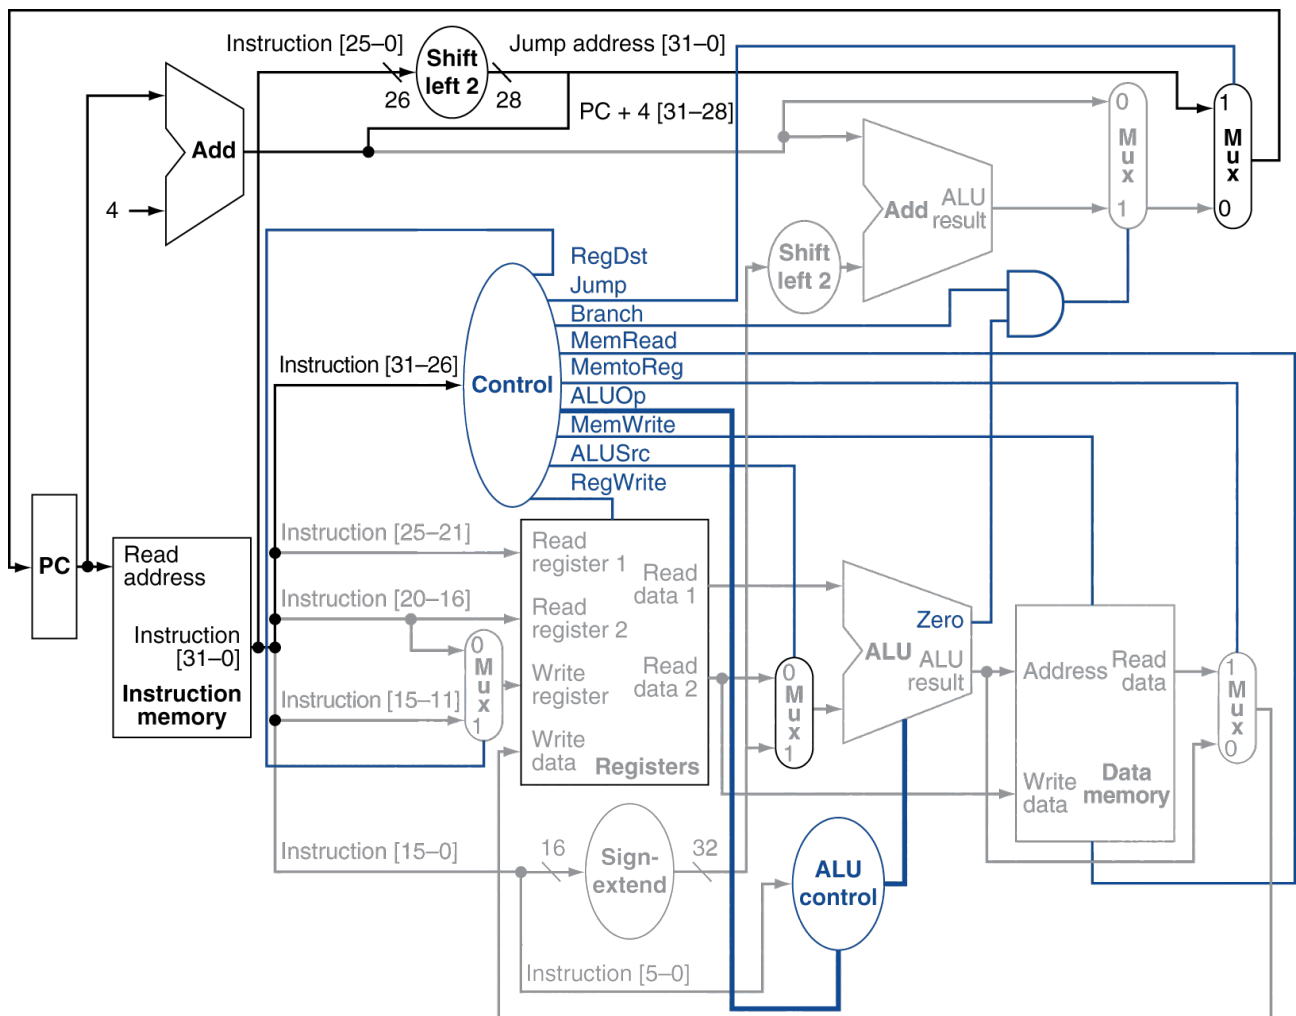 Instruction [25–0]
Shift
left 2
Jump address [31–0]
26
28
PC + 4 [31–28]
Add
4
0
M
u
x
1
1
M
u
x
0
Add
ALU
result
Shift
left 2
RegDst
Jump
Branch
MemRead
MemtoReg
ALUOp
MemWrite
ALUSrc
RegWrite
Instruction [31–26]
Control
PC
Read
address
Instruction
[31–0]
Instruction
memory
Instruction [25–21]
Instruction [20–16]
Instruction [15–11]
0
M
u
x
1
Read
register 1
Read
register 2
Write
register
Write
data
Read
data 1
Read
data 2
Registers
0
M
u
x
1
Zero
ALU
ALU
result
Address
Read
data
Write
data
Data
memory
1
M
u
x
0
Instruction [15–0]
16
Sign-
extend
32
ALU
control
Instruction [5–0]